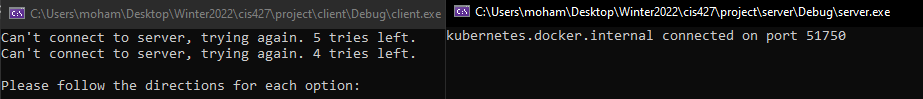 C:\Users\moham\Desktop\Winter2022\cis427\project\client\Debug\client.exe
Can't connect to server, trying again. 5 tries left.
Can't connect to server, trying again. 4 tries left.
Please follow the directions for each option:
C:\Users\moham\Desktop\Winter2022\cis427\project\server\Debug\server.exe
kubernetes.docker.internal connected on port 51750